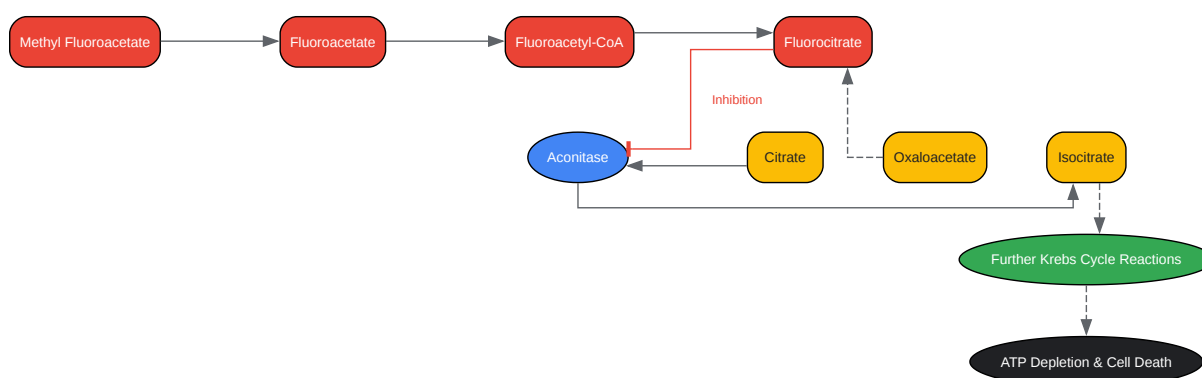 Methyl Fluoroacetate
Fluoroacetate
Fluoroacetyl-CoA
Fluorocitrate
Inhibition
Aconitase
Citrate
Oxaloacetate
Isocitrate
Further Krebs Cycle Reactions
ATP Depletion & Cell Death